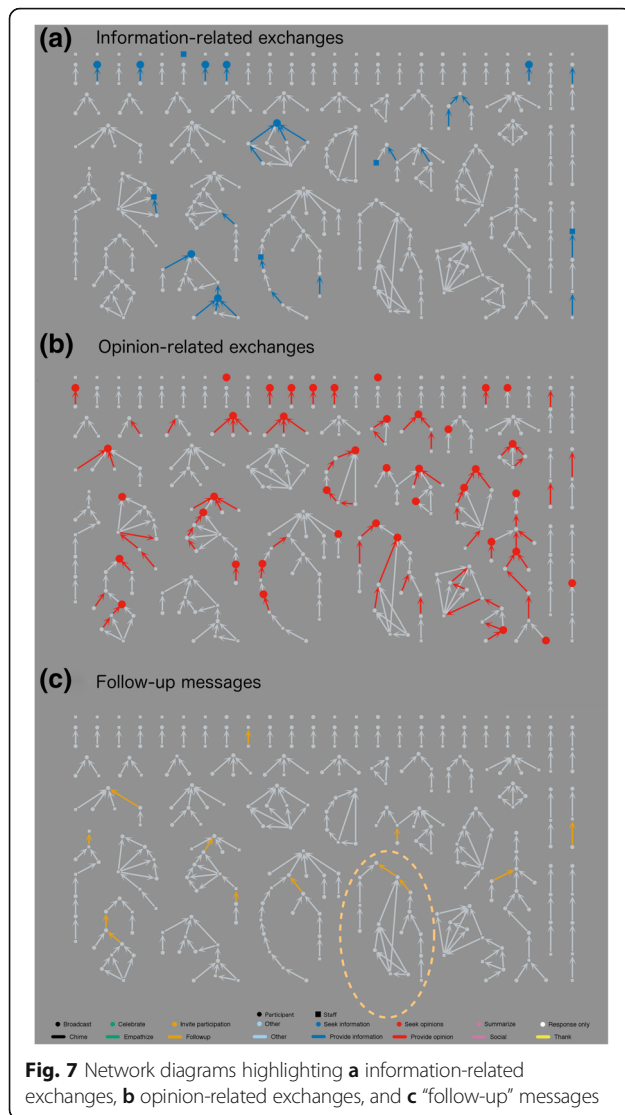 (a) Information-related exchanges
(b) Opinion-related exchanges
(c) Follow-up messages
Participant Staff
Broadcast Celebrate Invite participation Other Seek information Seek opinions Summarize Response only
Chime Empathize Followup Other Provide information Provide opinion Social Thank
Fig. 7 Network diagrams highlighting a information-related
exchanges, b opinion-related exchanges, and c “follow-up” messages